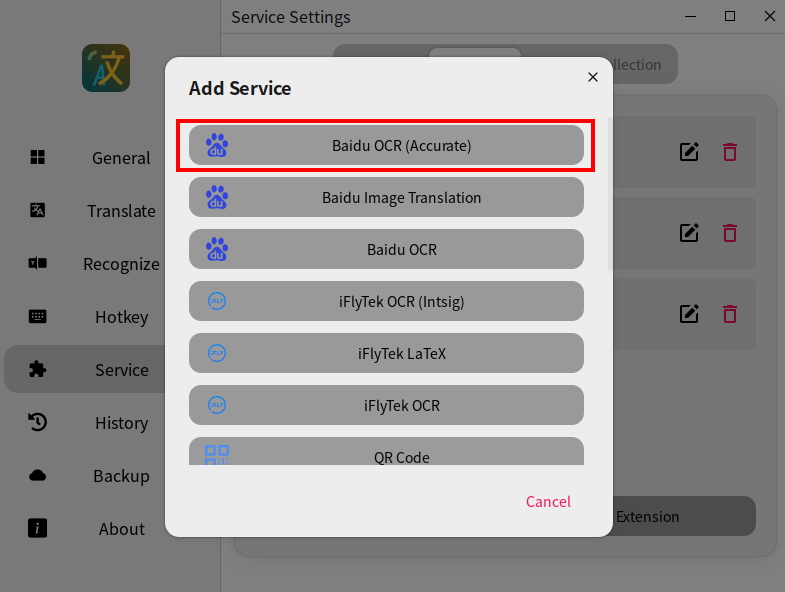 Service Settings
llection
Add Service
Baidu OCR (Accurate)
Baidu Image Translation
Baidu OCR
iFlyTek OCR (Intsig)
iFlyTek LaTeX
iFlyTek OCR
QR Code
Cancel
General
Translate
Recognize
Hotkey
Service
History
Backup
About
Extension